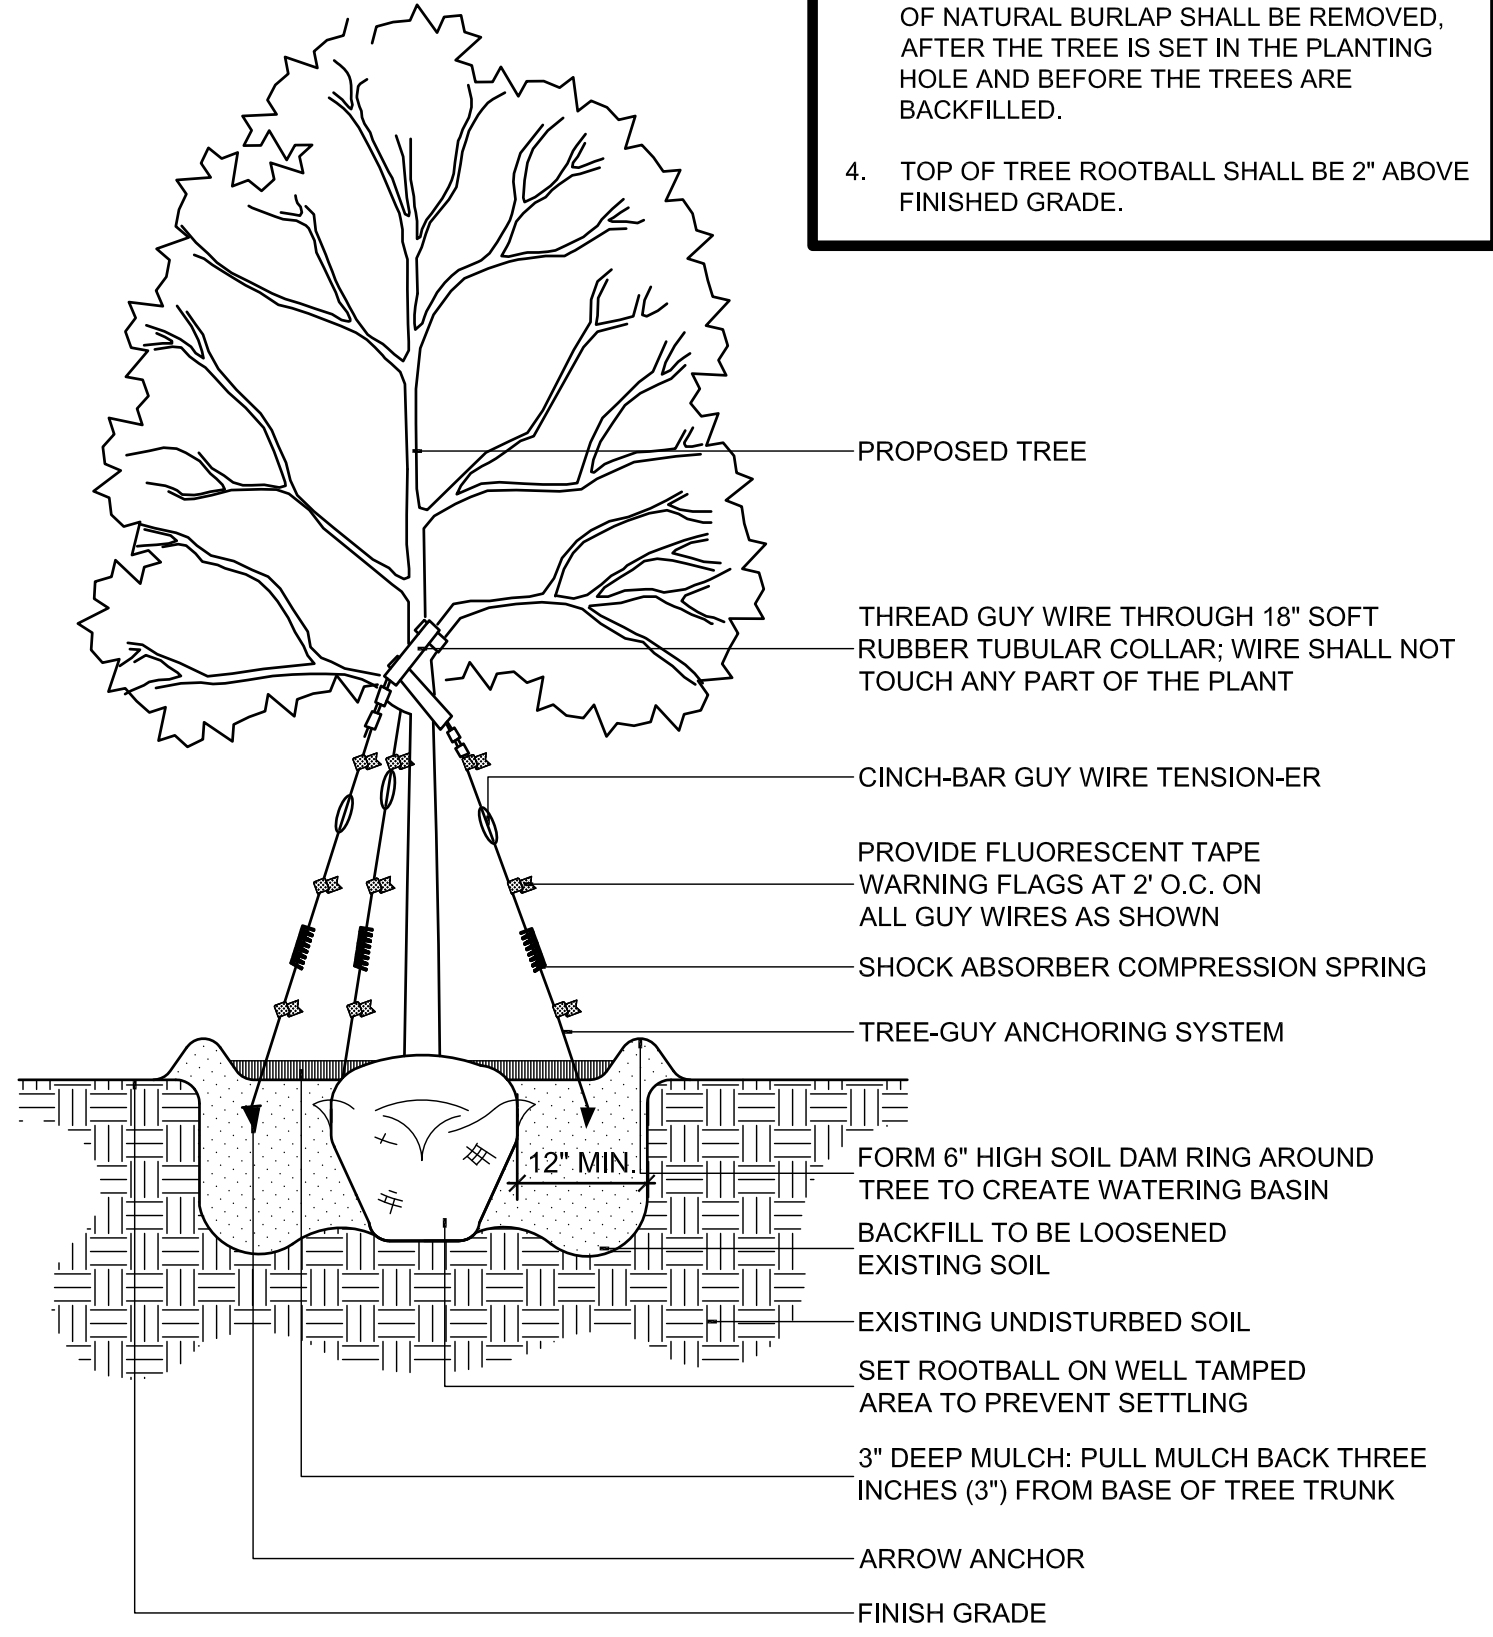 OF NATURAL BURLAP SHALL BE REMOVED,
AFTER THE TREE IS SET IN THE PLANTING
HOLE AND BEFORE THE TREES ARE
BACKFILLED.
4. TOP OF TREE ROOTBALL SHALL BE 2" ABOVE
FINISHED GRADE.
PROPOSED TREE
THREAD GUY WIRE THROUGH 18" SOFT
RUBBER TUBULAR COLLAR; WIRE SHALL NOT
TOUCH ANY PART OF THE PLANT
CINCH-BAR GUY WIRE TENSION-ER
PROVIDE FLUORESCENT TAPE
WARNING FLAGS AT 2' O.C. ON
ALL GUY WIRES AS SHOWN
SHOCK ABSORBER COMPRESSION SPRING
TREE-GUY ANCHORING SYSTEM
12" MIN.
FORM 6" HIGH SOIL DAM RING AROUND
TREE TO CREATE WATERING BASIN
BACKFILL TO BE LOOSENED
EXISTING SOIL
EXISTING UNDISTURBED SOIL
SET ROOTBALL ON WELL TAMPED
AREA TO PREVENT SETTLING
3" DEEP MULCH: PULL MULCH BACK THREE
INCHES (3") FROM BASE OF TREE TRUNK
ARROW ANCHOR
FINISH GRADE